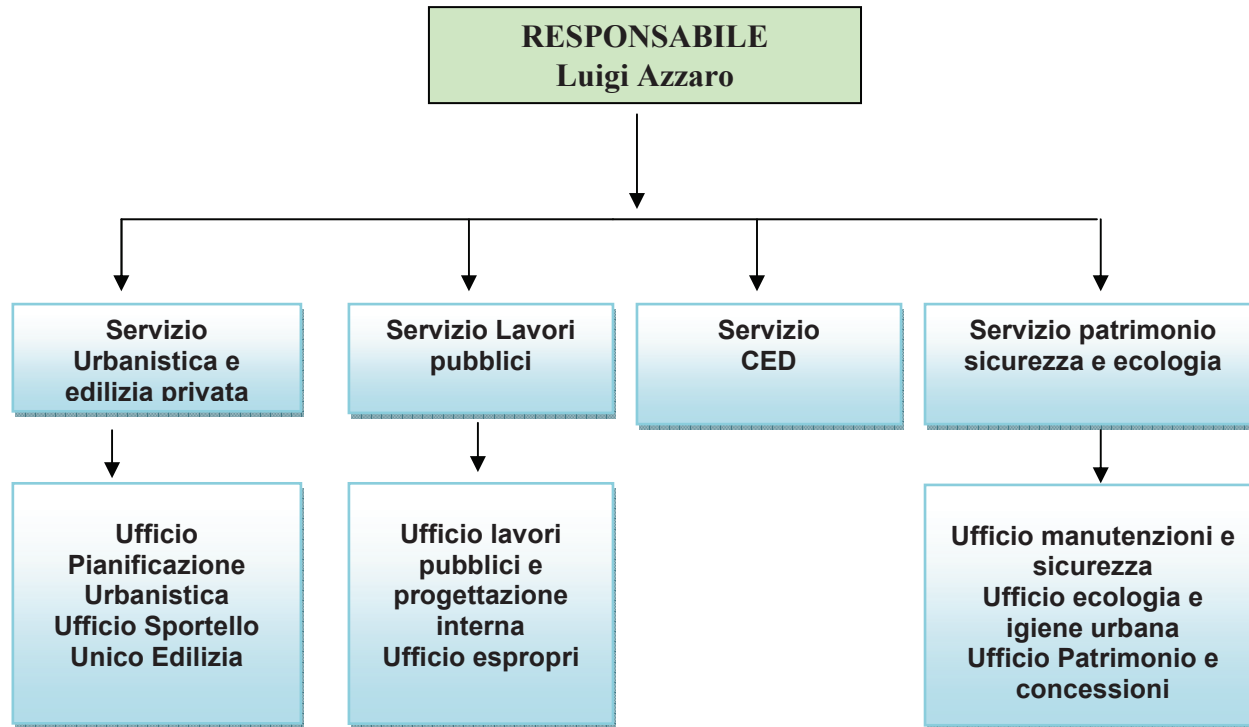 RESPONSABILE
Luigi Azzaro
Servizio
Urbanistica e
edilizia privata
Servizio Lavori
pubblici
Servizio
CED
Servizio patrimonio
sicurezza e ecologia
Ufficio
Pianificazione
Urbanistica
Ufficio Sportello
Unico Edilizia
Ufficio lavori
pubblici e
progettazione
interna
Ufficio espropri
Ufficio manutenzioni e
sicurezza
Ufficio ecologia e
igiene urbana
Ufficio Patrimonio e
concessioni